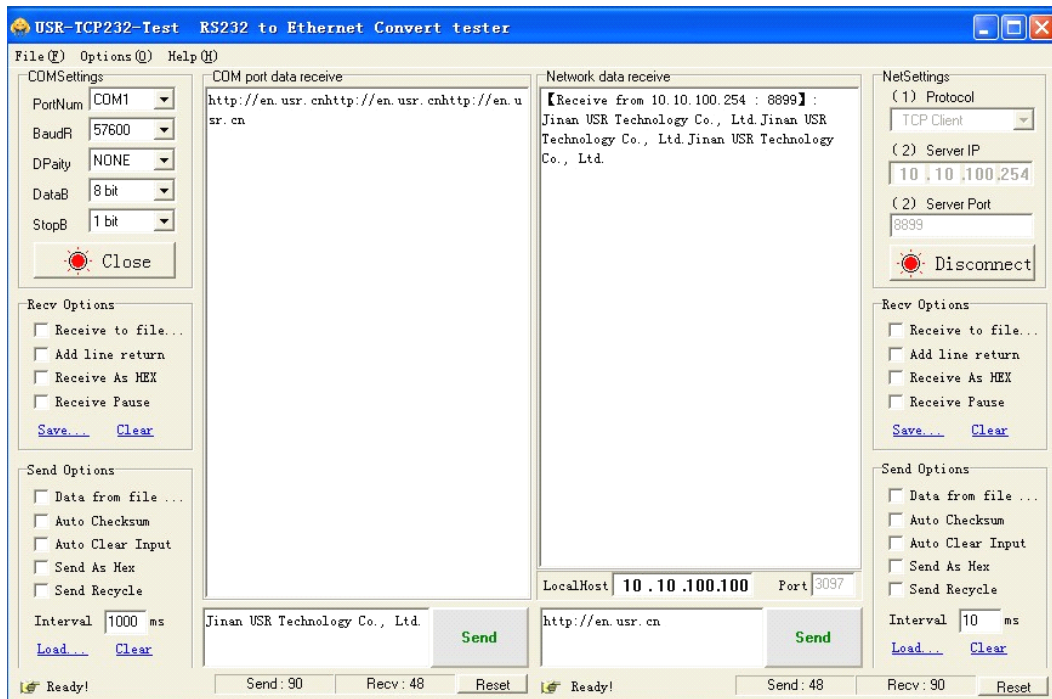 USR-TCP232-Test RS232 to Ethernet Convert tester
File(F) Options(O) Help(H)
COMSettings
PortNum COM1
BaudR 57600
DPaity NONE
DataB 8 bit
StopB 1 bit
Close
Recv Options
Receive to file...
Add line return
Receive As HEX
Receive Pause
Save... Clear
Send Options
Data from file ...
Auto Checksum
Auto Clear Input
Send As Hex
Send Recycle
Interval 1000 ms
Load... Clear
Ready!
COM port data receive
http://en.usr.cnhttp://en.usr.cnhttp://en.u
sr.cn
Jinan USR Technology Co., Ltd.
Send
Send : 90 Recv : 48 Reset
Network data receive
【Receive from 10.10.100.254 : 8899】:
Jinan USR Technology Co., Ltd.Jinan USR
Technology Co., Ltd.Jinan USR Technology
Co., Ltd.
LocalHost 10 .10 .100.100 Port 3097
http://en.usr.cn
Send
Ready! Send : 48 Recv : 90 Reset
NetSettings
(1) Protocol
TCP Client
(2) Server IP
10 .10 .100.254
(2) Server Port
8899
Disconnect
Recv Options
Receive to file...
Add line return
Receive As HEX
Receive Pause
Save... Clear
Send Options
Data from file ...
Auto Checksum
Auto Clear Input
Send As Hex
Send Recycle
Interval 10 ms
Load... Clear